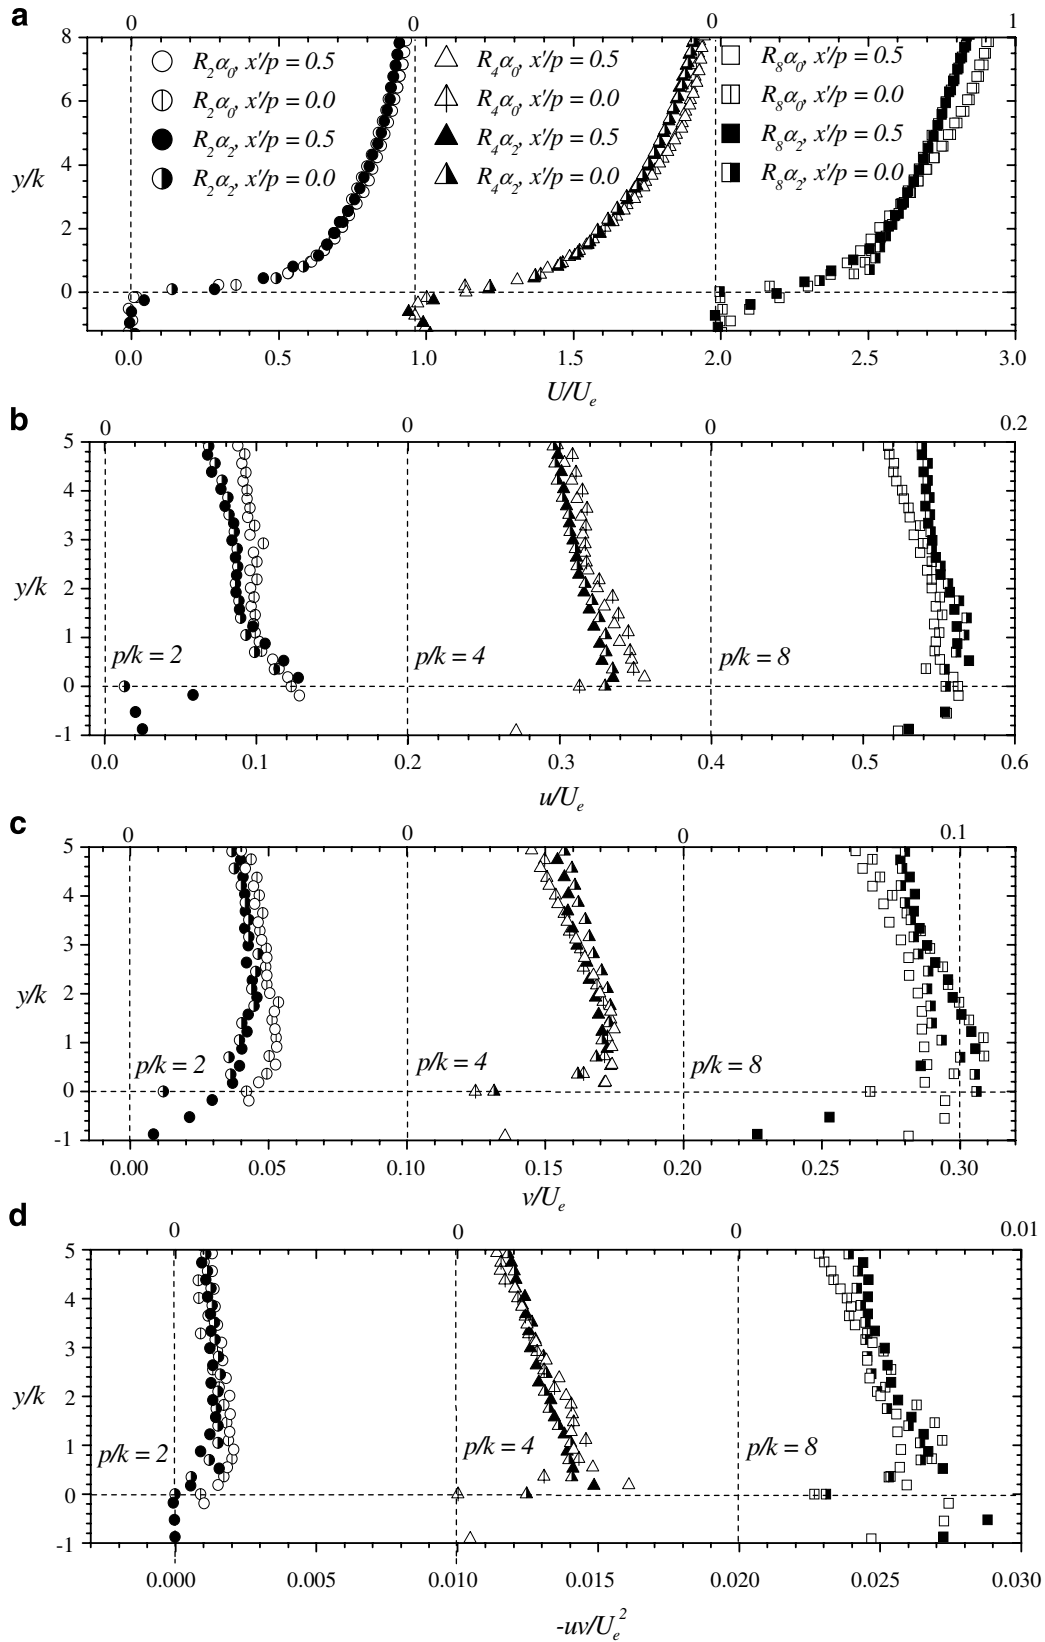 a
0 0 0 1
8
6
4
2
0
y/k
R2α0, x'/p = 0.5
R2α0, x'/p = 0.0
R2α2, x'/p = 0.5
R2α2, x'/p = 0.0
R4α0, x'/p = 0.5
R4α0, x'/p = 0.0
R4α2, x'/p = 0.5
R4α2, x'/p = 0.0
R8α0, x'/p = 0.5
R8α0, x'/p = 0.0
R8α2, x'/p = 0.5
R8α2, x'/p = 0.0
0.0 0.5 1.0 1.5 2.0 2.5 3.0
U/Ue
b
0 0 0 0.2
5
4
3
2
1
0
-1
y/k
p/k = 2
p/k = 4
p/k = 8
0.0 0.1 0.2 0.3 0.4 0.5 0.6
u/Ue
c
0 0 0 0.1
5
4
3
2
1
0
-1
y/k
p/k = 2
p/k = 4
p/k = 8
0.00 0.05 0.10 0.15 0.20 0.25 0.30
v/Ue
d
0 0 0 0.01
5
4
3
2
1
0
-1
y/k
p/k = 2
p/k = 4
p/k = 8
0.000 0.005 0.010 0.015 0.020 0.025 0.030
-uv/Ue²